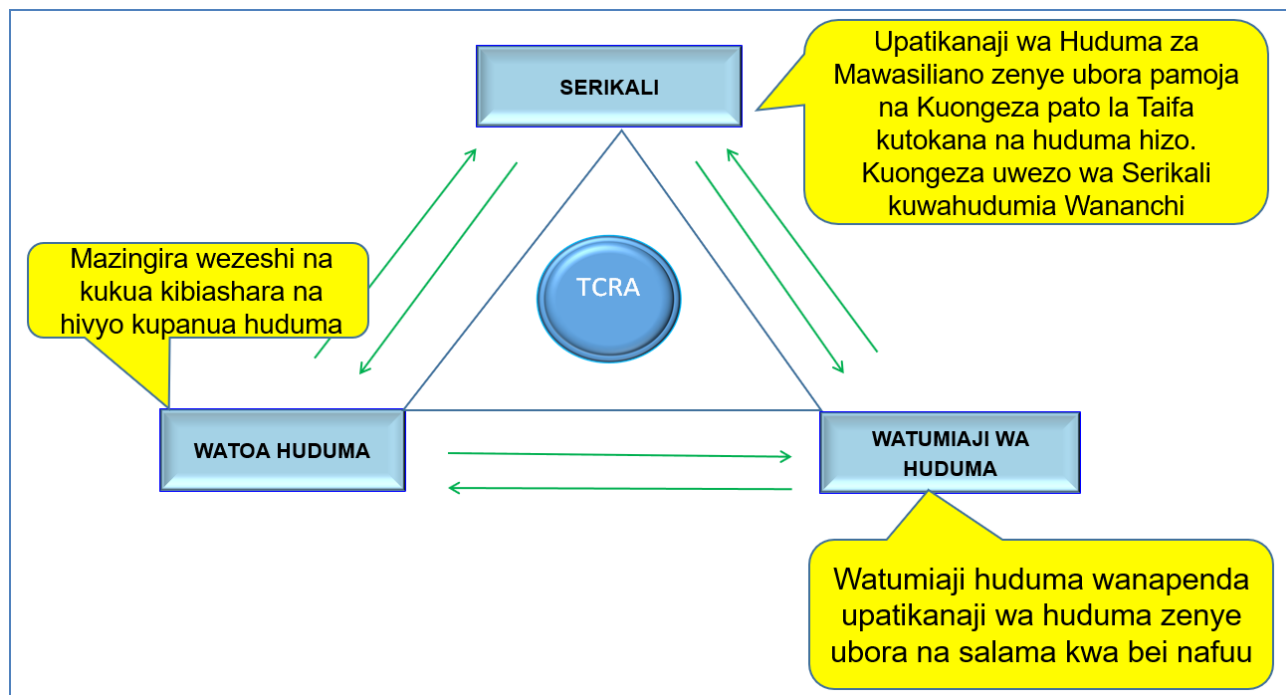 SERIKALI
Upatikanaji wa Huduma za
Mawasiliano zenye ubora pamoja
na Kuongeza pato la Taifa
kutokana na huduma hizo.
Kuongeza uwezo wa Serikali
kuwahudumia Wananchi
Mazingira wezeshi na
kukua kibiashara na
hivyo kupanua huduma
TCRA
WATOA HUDUMA
WATUMIAJI WA
HUDUMA
Watumiaji huduma wanapenda
upatikanaji wa huduma zenye
ubora na salama kwa bei nafuu